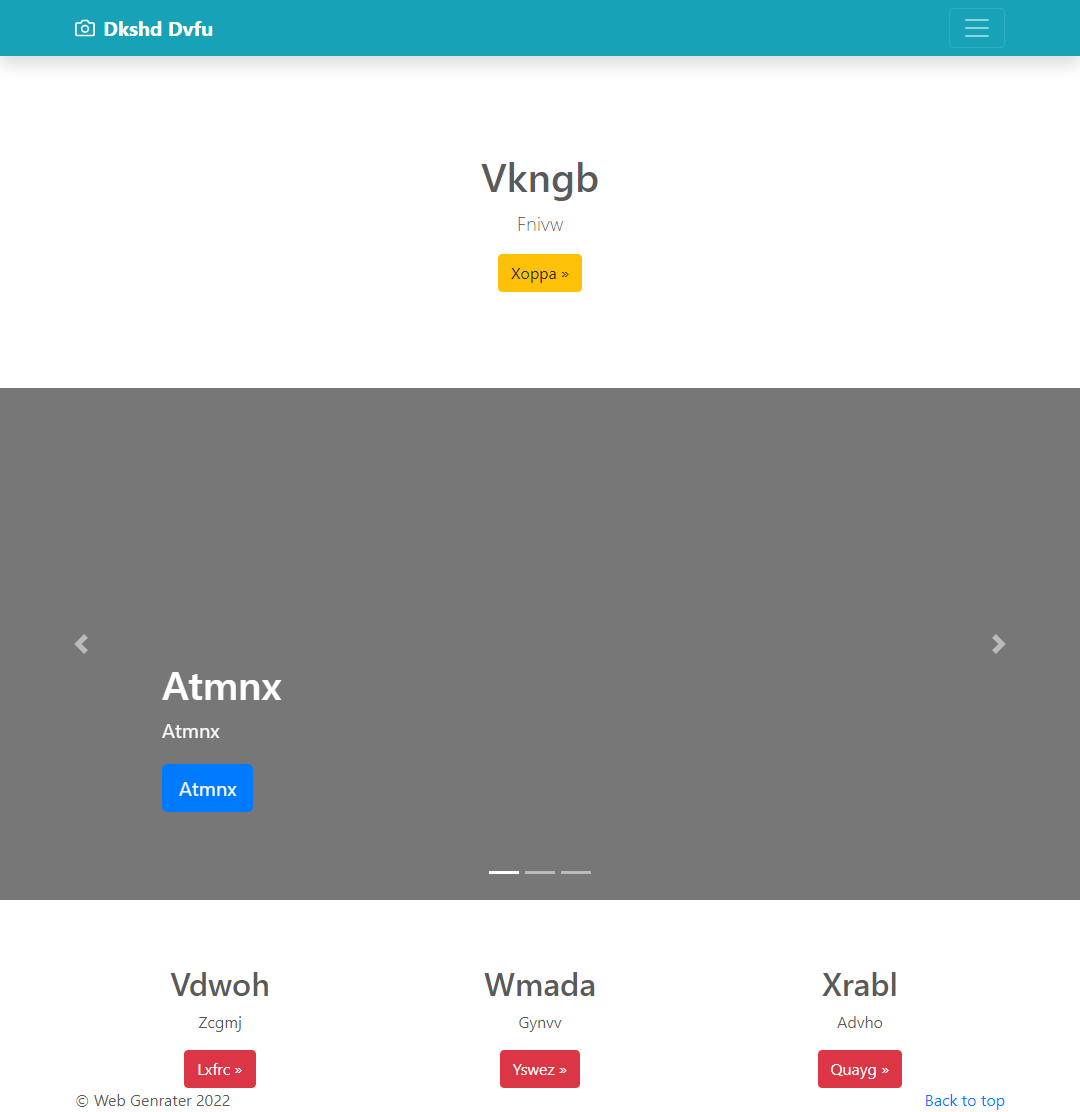 Dkshd Dvfu
Vkngb
Fnivw
Xoppa »
Atmnx
Atmnx
Atmnx
Vdwoh
Zcgmj
Lxfrc »
Wmada
Gynvv
Yswez »
Xrabl
Advho
Quayg »
© Web Genrater 2022
Back to top